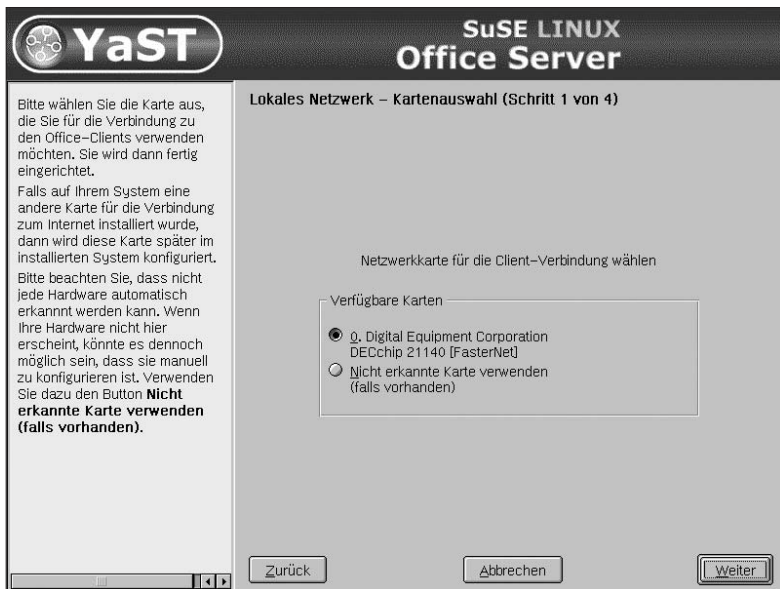 YaST
SuSE LINUX
Office Server
Bitte wählen Sie die Karte aus,
die Sie für die Verbindung zu
den Office-Clients verwenden
möchten. Sie wird dann fertig
eingerichtet.
Falls auf Ihrem System eine
andere Karte für die Verbindung
zum Internet installiert wurde,
dann wird diese Karte später im
installierten System konfiguriert.
Bitte beachten Sie, dass nicht
jede Hardware automatisch
erkannnt werden kann. Wenn
Ihre Hardware nicht hier
erscheint, könnte es dennoch
möglich sein, dass sie manuell
zu konfigurieren ist. Verwenden
Sie dazu den Button Nicht
erkannte Karte verwenden
(falls vorhanden).
Lokales Netzwerk – Kartenauswahl (Schritt 1 von 4)
Netzwerkkarte für die Client-Verbindung wählen
Verfügbare Karten
0. Digital Equipment Corporation
DECchip 21140 [FasterNet]
Nicht erkannte Karte verwenden
(falls vorhanden)
Zurück
Abbrechen
Weiter